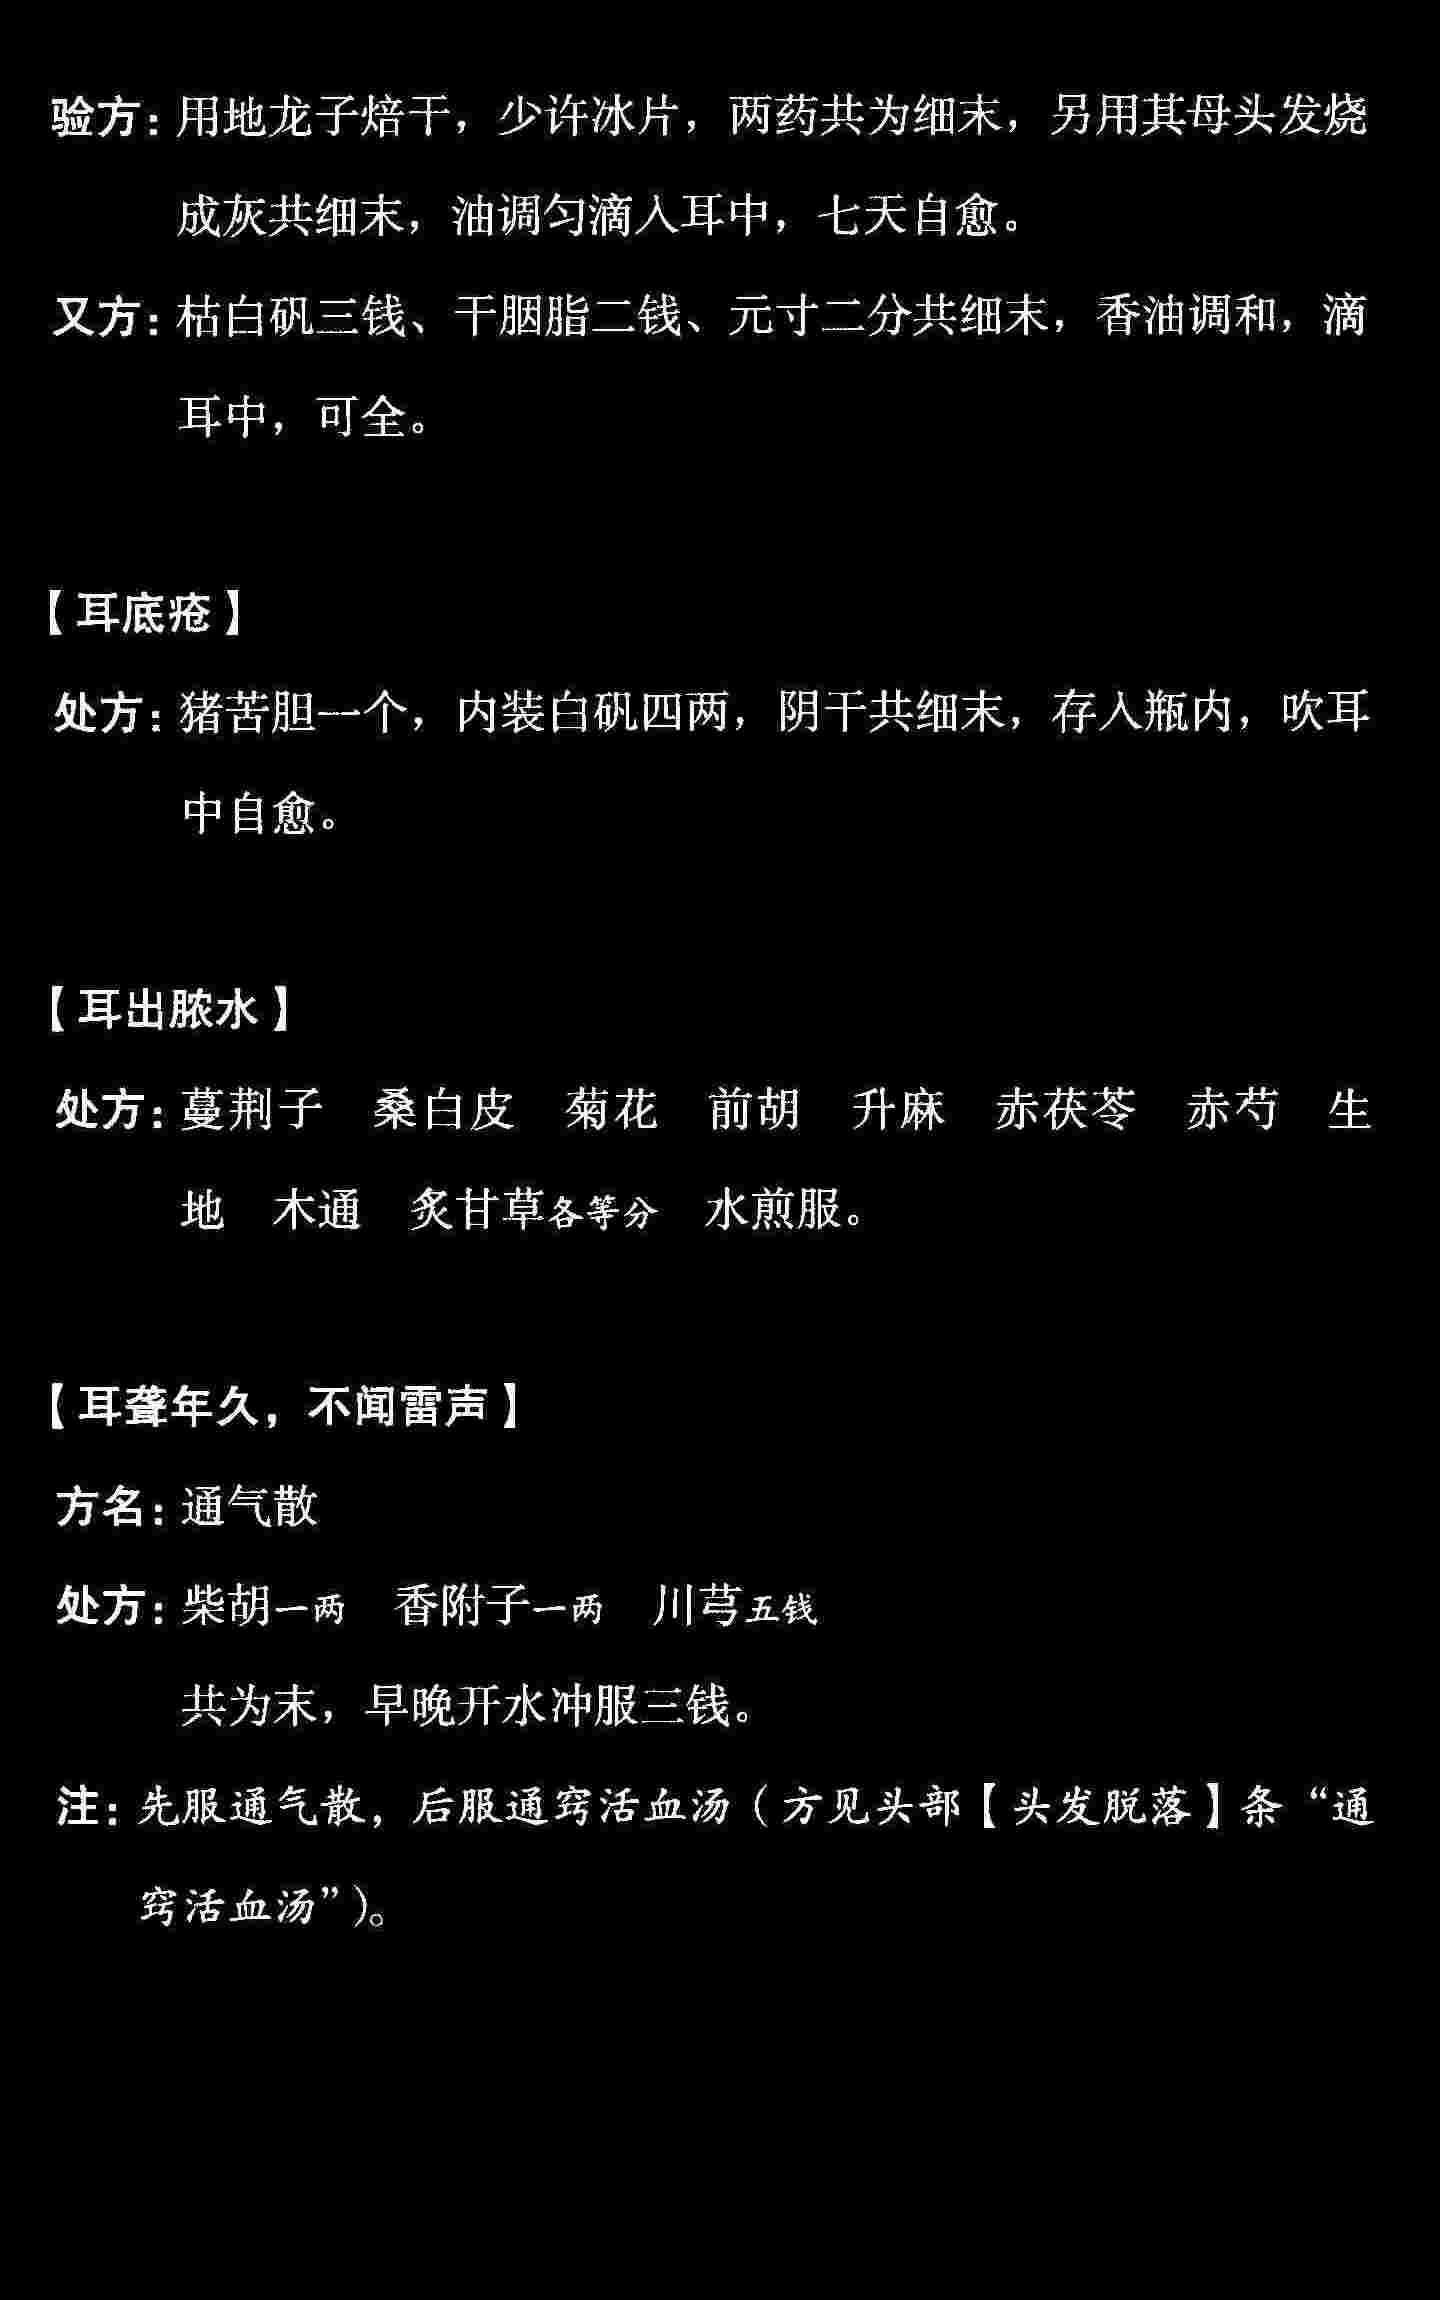 验方：用地龙子焙干，少许冰片，两药共为细末，另用其母头发烧
成灰共细末，油调匀滴入耳中，七天自愈。
又方：枯白矾三钱、干胭脂二钱、元寸二分共细末，香油调和，滴
耳中，可全。
【耳底疮】
处方：猪苦胆一个，内装白矾四两，阴干共细末，存入瓶内，吹耳
中自愈。
【耳出脓水】
处方：蔓荆子　桑白皮　菊花　前胡　升麻　赤茯苓　赤芍　生
地　木通　炙甘草各等分　水煎服。
【耳聋年久，不闻雷声】
方名：通气散
处方：柴胡一两　香附子一两　川芎五钱
共为末，早晚开水冲服三钱。
注：先服通气散，后服通窍活血汤（方见头部【头发脱落】条“通
窍活血汤”）。